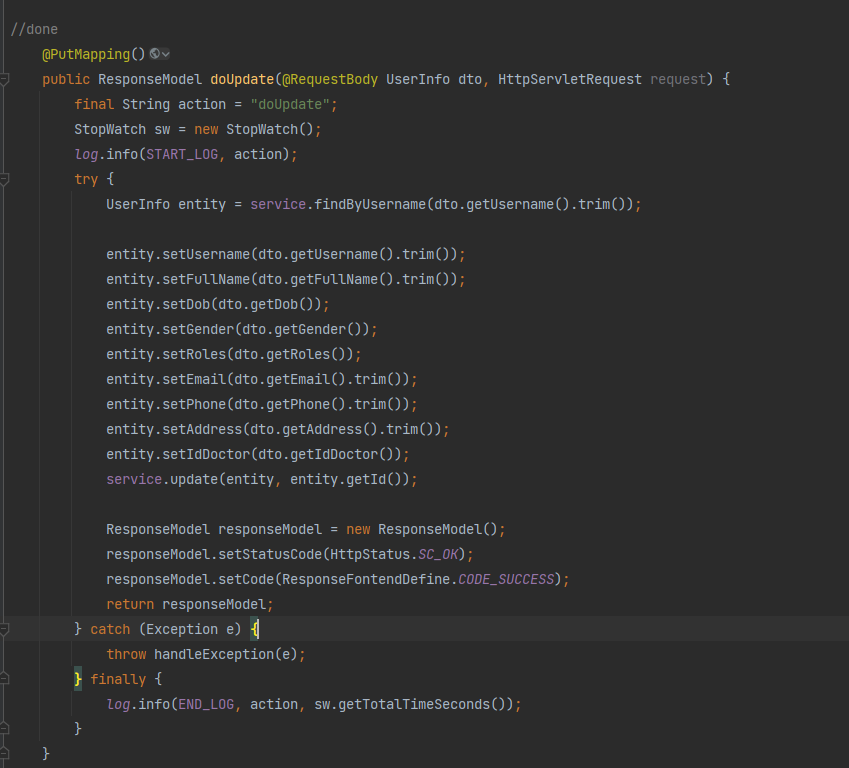 //done
@PutMapping()
public ResponseModel doUpdate(@RequestBody UserInfo dto, HttpServletRequest request) {
final String action = "doUpdate";
StopWatch sw = new StopWatch();
log.info(START_LOG, action);
try {
UserInfo entity = service.findByUsername(dto.getUsername().trim());
entity.setUsername(dto.getUsername().trim());
entity.setFullName(dto.getFullName().trim());
entity.setDob(dto.getDob());
entity.setGender(dto.getGender());
entity.setRoles(dto.getRoles());
entity.setEmail(dto.getEmail().trim());
entity.setPhone(dto.getPhone().trim());
entity.setAddress(dto.getAddress().trim());
entity.setIdDoctor(dto.getIdDoctor());
service.update(entity, entity.getId());
ResponseModel responseModel = new ResponseModel();
responseModel.setStatusCode(HttpStatus.SC_OK);
responseModel.setCode(ResponseFontendDefine.CODE_SUCCESS);
return responseModel;
} catch (Exception e) {
throw handleException(e);
} finally {
log.info(END_LOG, action, sw.getTotalTimeSeconds());
}
}